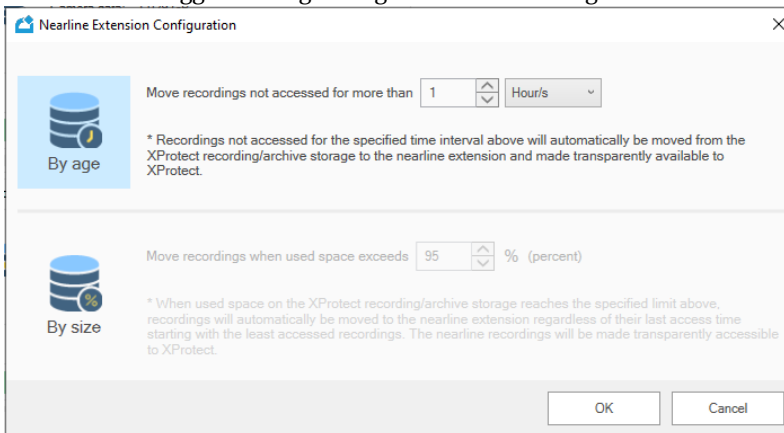 Nearline Extension Configuration
Move recordings not accessed for more than 1 Hour/s
* Recordings not accessed for the specified time interval above will automatically be moved from the
XProtect recording/archive storage to the nearline extension and made transparently available to
XProtect.
By age
Move recordings when used space exceeds 95 % (percent)
* When used space on the XProtect recording/archive storage reaches the specified limit above,
recordings will automatically be moved to the nearline extension regardless of their last access time
starting with the least accessed recordings. The nearline recordings will be made transparently accessible
to XProtect.
By size
OK Cancel